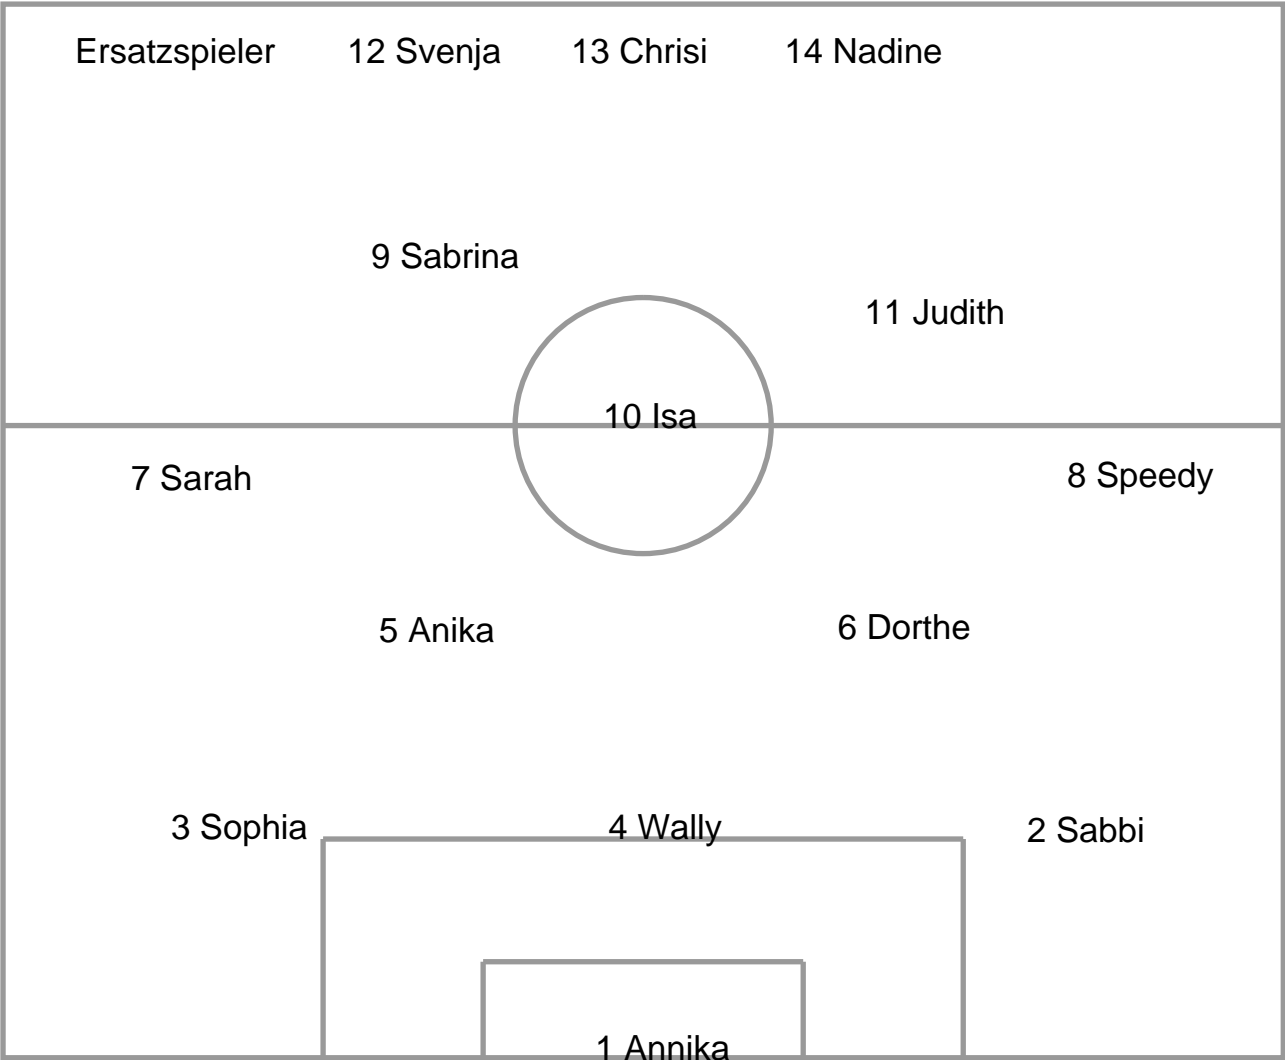 Ersatzspieler 12 Svenja 13 Chrisi 14 Nadine
9 Sabrina
11 Judith
10 Isa
7 Sarah 8 Speedy
5 Anika 6 Dorthe
3 Sophia 4 Wally 2 Sabbi
1 Annika